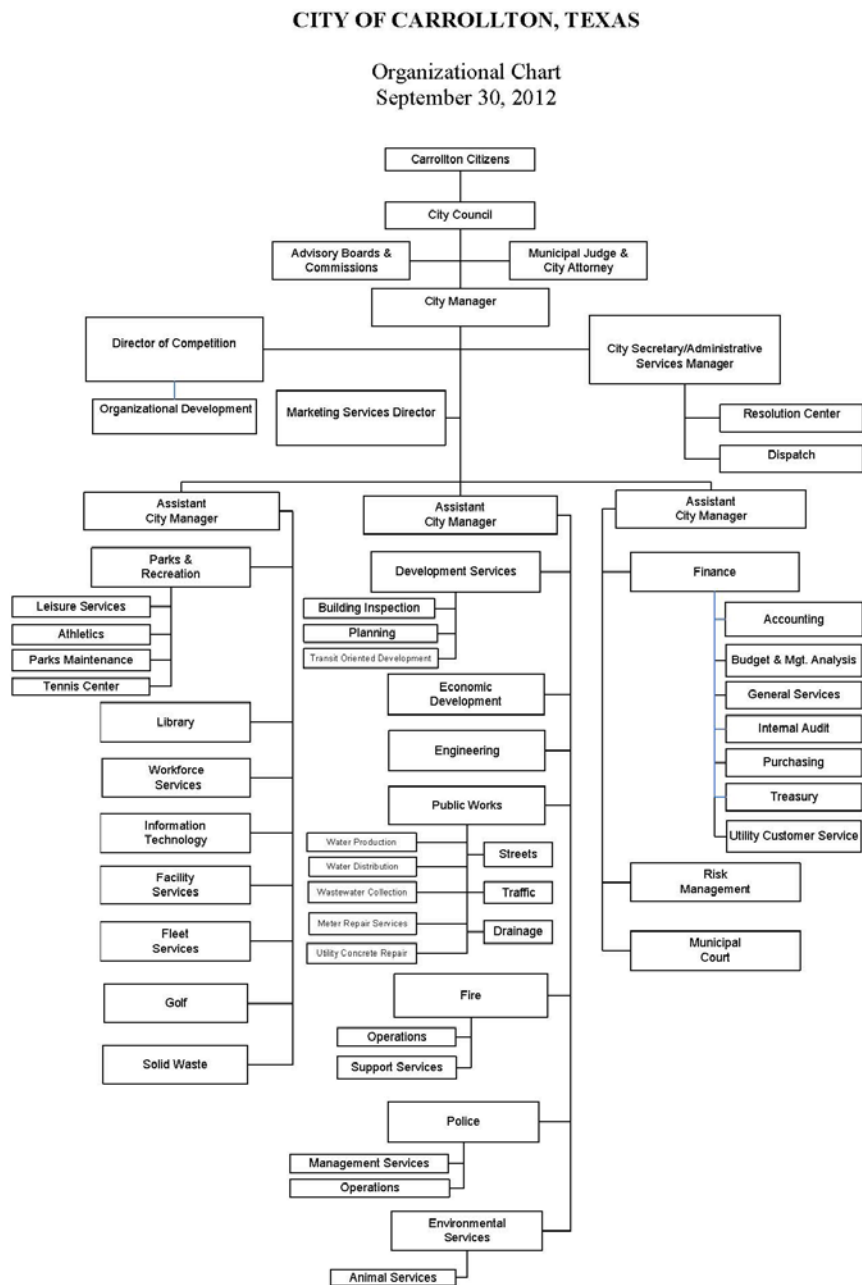 CITY OF CARROLLTON, TEXAS
Organizational Chart
September 30, 2012
Carrollton Citizens
City Council
Advisory Boards &
Commissions
Municipal Judge &
City Attorney
City Manager
Director of Competition
City Secretary/Administrative
Services Manager
Organizational Development
Marketing Services Director
Resolution Center
Dispatch
Assistant
City Manager
Parks &
Recreation
Leisure Services
Athletics
Parks Maintenance
Tennis Center
Library
Workforce
Services
Information
Technology
Facility
Services
Fleet
Services
Golf
Solid Waste
Assistant
City Manager
Development Services
Building Inspection
Planning
Transit Oriented Development
Economic
Development
Engineering
Public Works
Water Production
Water Distribution
Wastewater Collection
Meter Repair Services
Utility Concrete Repair
Streets
Traffic
Drainage
Fire
Operations
Support Services
Police
Management Services
Operations
Environmental
Services
Animal Services
Assistant
City Manager
Finance
Accounting
Budget & Mgt. Analysis
General Services
Internal Audit
Purchasing
Treasury
Utility Customer Service
Risk
Management
Municipal
Court